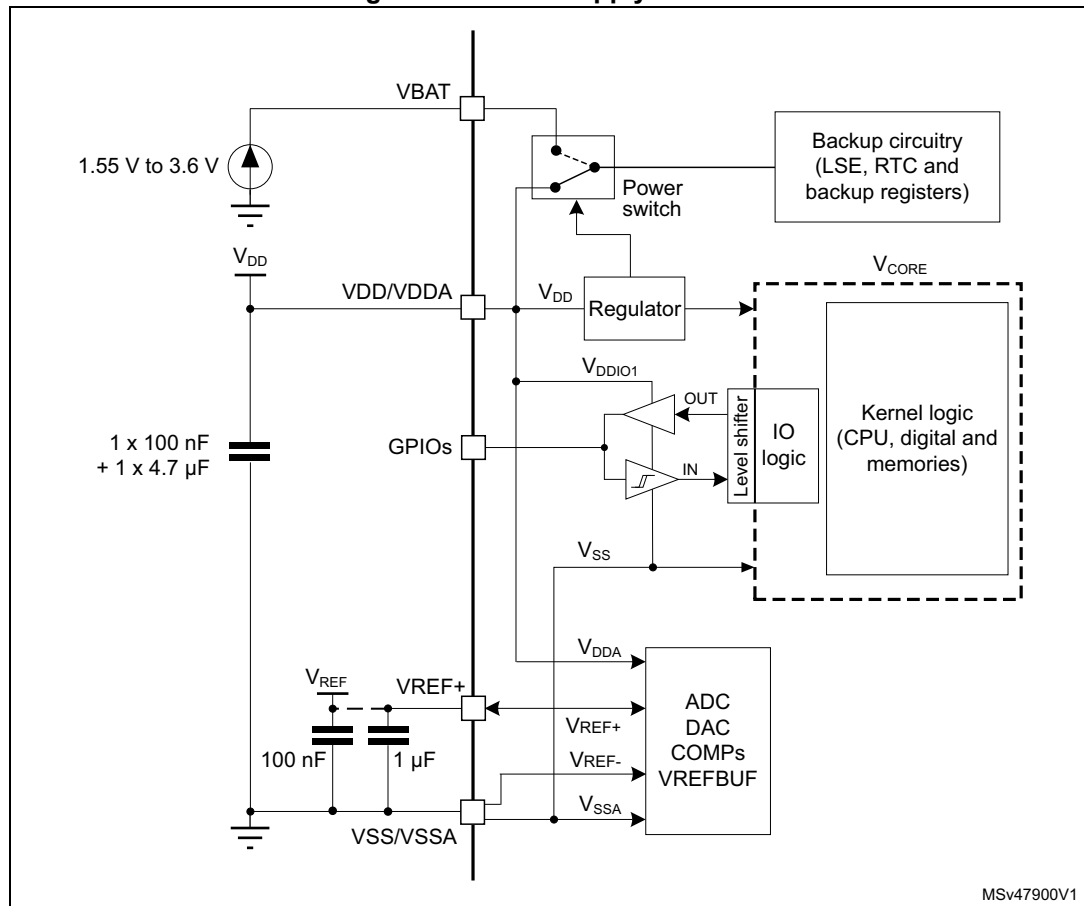 VBAT
1.55 V to 3.6 V
Power
switch
Backup circuitry
(LSE, RTC and
backup registers)
VDD
VDD/VDDA
VDD
Regulator
VCORE
VDDIO1
OUT
GPIOs
IN
Level shifter
IO
logic
Kernel logic
(CPU, digital and
memories)
1 x 100 nF
+ 1 x 4.7 µF
VSS
VDDA
VREF
VREF+
VREF+
ADC
DAC
COMPs
VREFBUF
100 nF
1 µF
VREF-
VSSA
VSS/VSSA
MSv47900V1